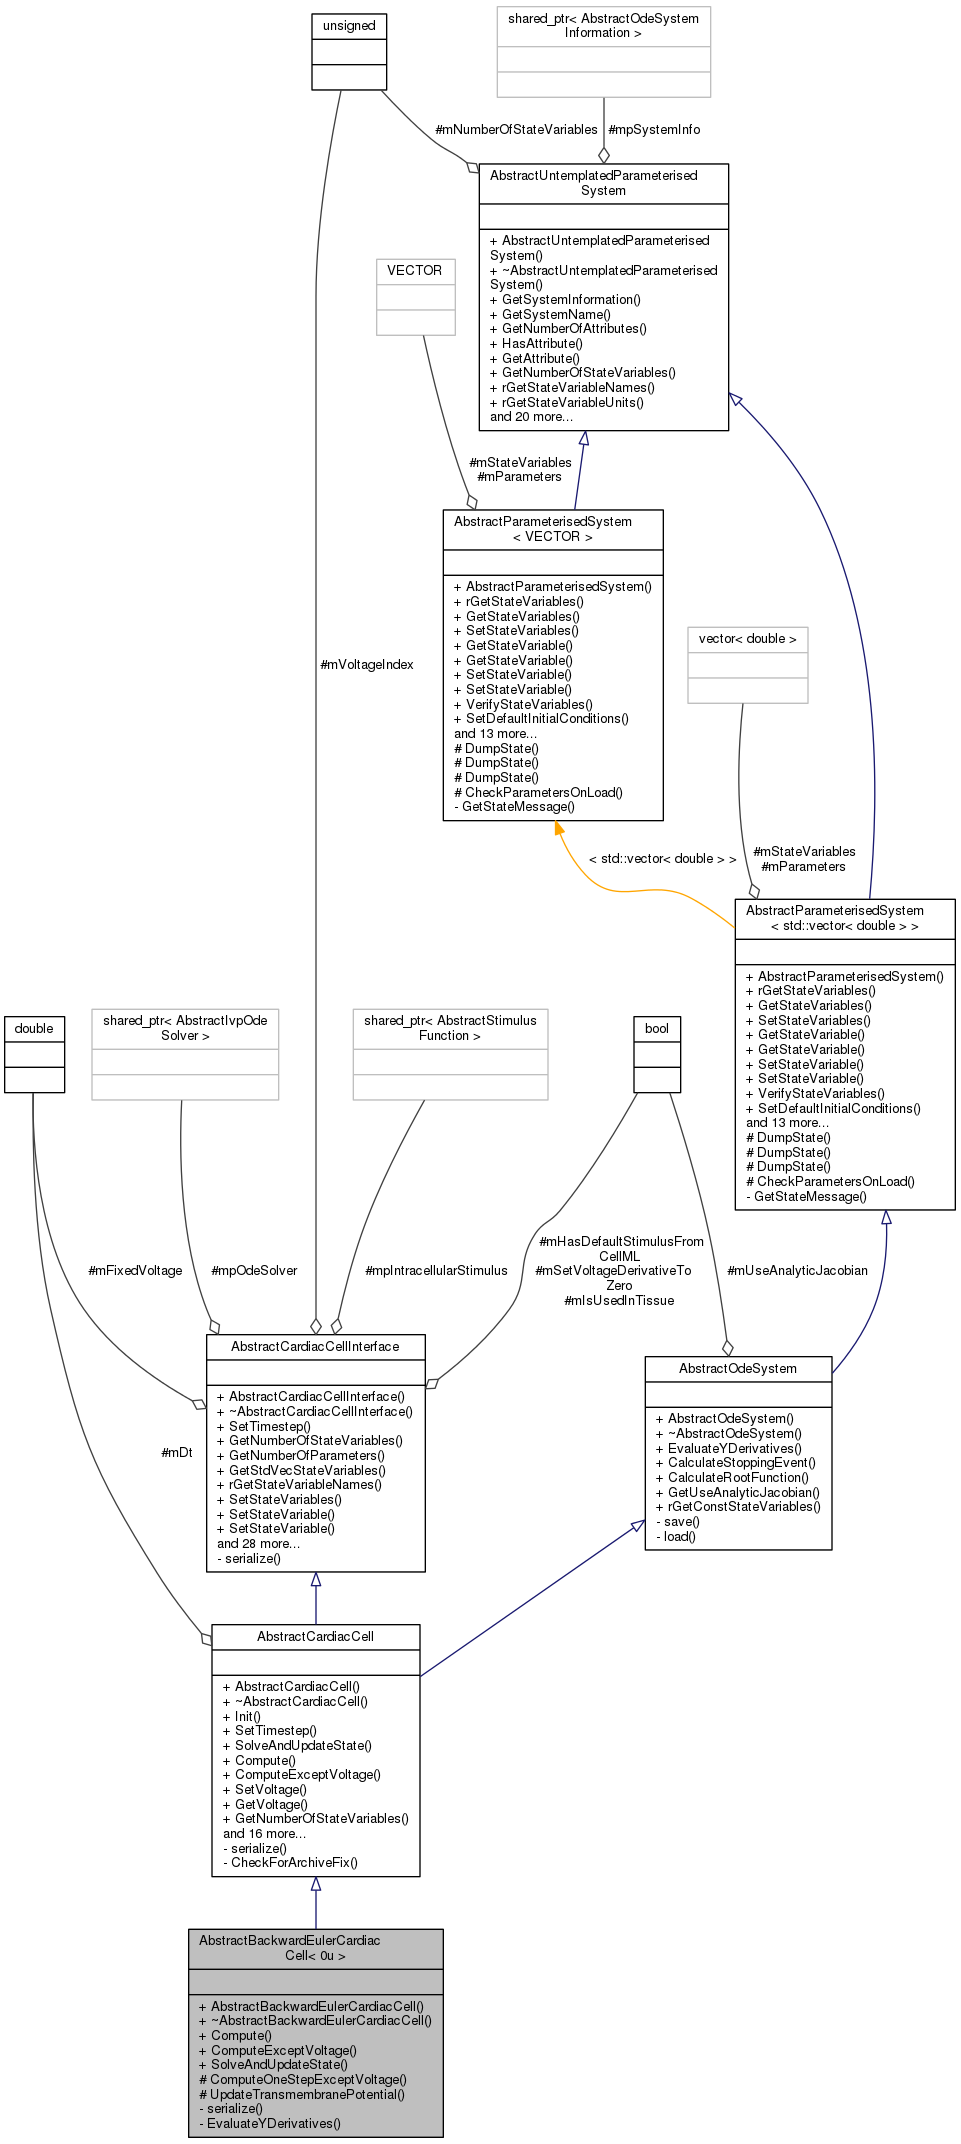 unsigned
shared_ptr< AbstractOdeSystem
Information >
#mNumberOfStateVariables
#mpSystemInfo
AbstractUntemplatedParameterised
System
+ AbstractUntemplatedParameterised
System()
+ ~AbstractUntemplatedParameterised
System()
+ GetSystemInformation()
+ GetSystemName()
+ GetNumberOfAttributes()
+ HasAttribute()
+ GetAttribute()
+ GetNumberOfStateVariables()
+ rGetStateVariableNames()
+ rGetStateVariableUnits()
and 20 more...
VECTOR
#mStateVariables
#mParameters
AbstractParameterisedSystem
< VECTOR >
+ AbstractParameterisedSystem()
+ rGetStateVariables()
+ GetStateVariables()
+ SetStateVariables()
+ GetStateVariable()
+ GetStateVariable()
+ SetStateVariable()
+ SetStateVariable()
+ VerifyStateVariables()
+ SetDefaultInitialConditions()
and 13 more...
# DumpState()
# DumpState()
# DumpState()
# CheckParametersOnLoad()
- GetStateMessage()
vector< double >
#mVoltageIndex
< std::vector< double > >
#mStateVariables
#mParameters
AbstractParameterisedSystem
< std::vector< double > >
+ AbstractParameterisedSystem()
+ rGetStateVariables()
+ GetStateVariables()
+ SetStateVariables()
+ GetStateVariable()
+ GetStateVariable()
+ SetStateVariable()
+ SetStateVariable()
+ VerifyStateVariables()
+ SetDefaultInitialConditions()
and 13 more...
# DumpState()
# DumpState()
# DumpState()
# CheckParametersOnLoad()
- GetStateMessage()
double
shared_ptr< AbstractIvpOde
Solver >
shared_ptr< AbstractStimulus
Function >
bool
#mFixedVoltage
#mpOdeSolver
#mpIntracellularStimulus
#mHasDefaultStimulusFrom
CellML
#mSetVoltageDerivativeTo
Zero
#mIsUsedInTissue
#mUseAnalyticJacobian
AbstractCardiacCellInterface
+ AbstractCardiacCellInterface()
+ ~AbstractCardiacCellInterface()
+ SetTimestep()
+ GetNumberOfStateVariables()
+ GetNumberOfParameters()
+ GetStdVecStateVariables()
+ rGetStateVariableNames()
+ SetStateVariables()
+ SetStateVariable()
+ SetStateVariable()
and 28 more...
- serialize()
AbstractOdeSystem
+ AbstractOdeSystem()
+ ~AbstractOdeSystem()
+ EvaluateYDerivatives()
+ CalculateStoppingEvent()
+ CalculateRootFunction()
+ GetUseAnalyticJacobian()
+ rGetConstStateVariables()
- save()
- load()
#mDt
AbstractCardiacCell
+ AbstractCardiacCell()
+ ~AbstractCardiacCell()
+ Init()
+ SetTimestep()
+ SolveAndUpdateState()
+ Compute()
+ ComputeExceptVoltage()
+ SetVoltage()
+ GetVoltage()
+ GetNumberOfStateVariables()
and 16 more...
- serialize()
- CheckForArchiveFix()
AbstractBackwardEulerCardiac
Cell< 0u >
+ AbstractBackwardEulerCardiacCell()
+ ~AbstractBackwardEulerCardiacCell()
+ Compute()
+ ComputeExceptVoltage()
+ SolveAndUpdateState()
# ComputeOneStepExceptVoltage()
# UpdateTransmembranePotential()
- serialize()
- EvaluateYDerivatives()